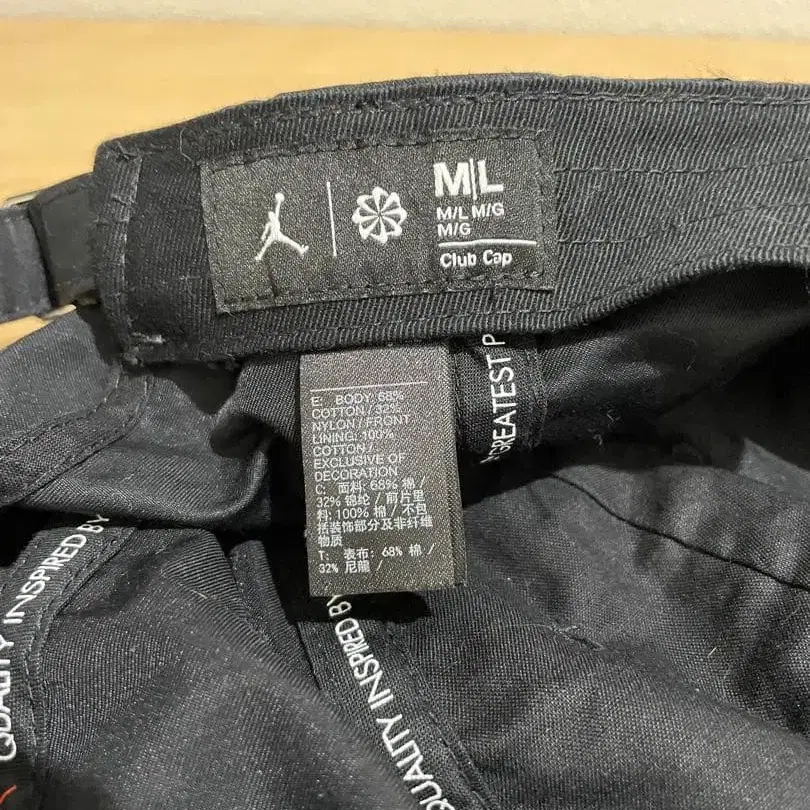 M|L
M/L M/G
M/G
Club Cap
E: BODY: 68%
COTTON / 32%
NYLON / FRONT
LINING: 100%
COTTON /
EXCLUSIVE OF
DECORATION
C: 面料: 68% 棉 /
32% 锦纶 / 前片里
料: 100% 棉 / 不包
括装饰部分及非纤维
物质
T: 表布: 68% 棉 /
32% 尼龍 /
GREATEST P
QUALITY INSPIRED BY
QUALITY INSPIRED BY